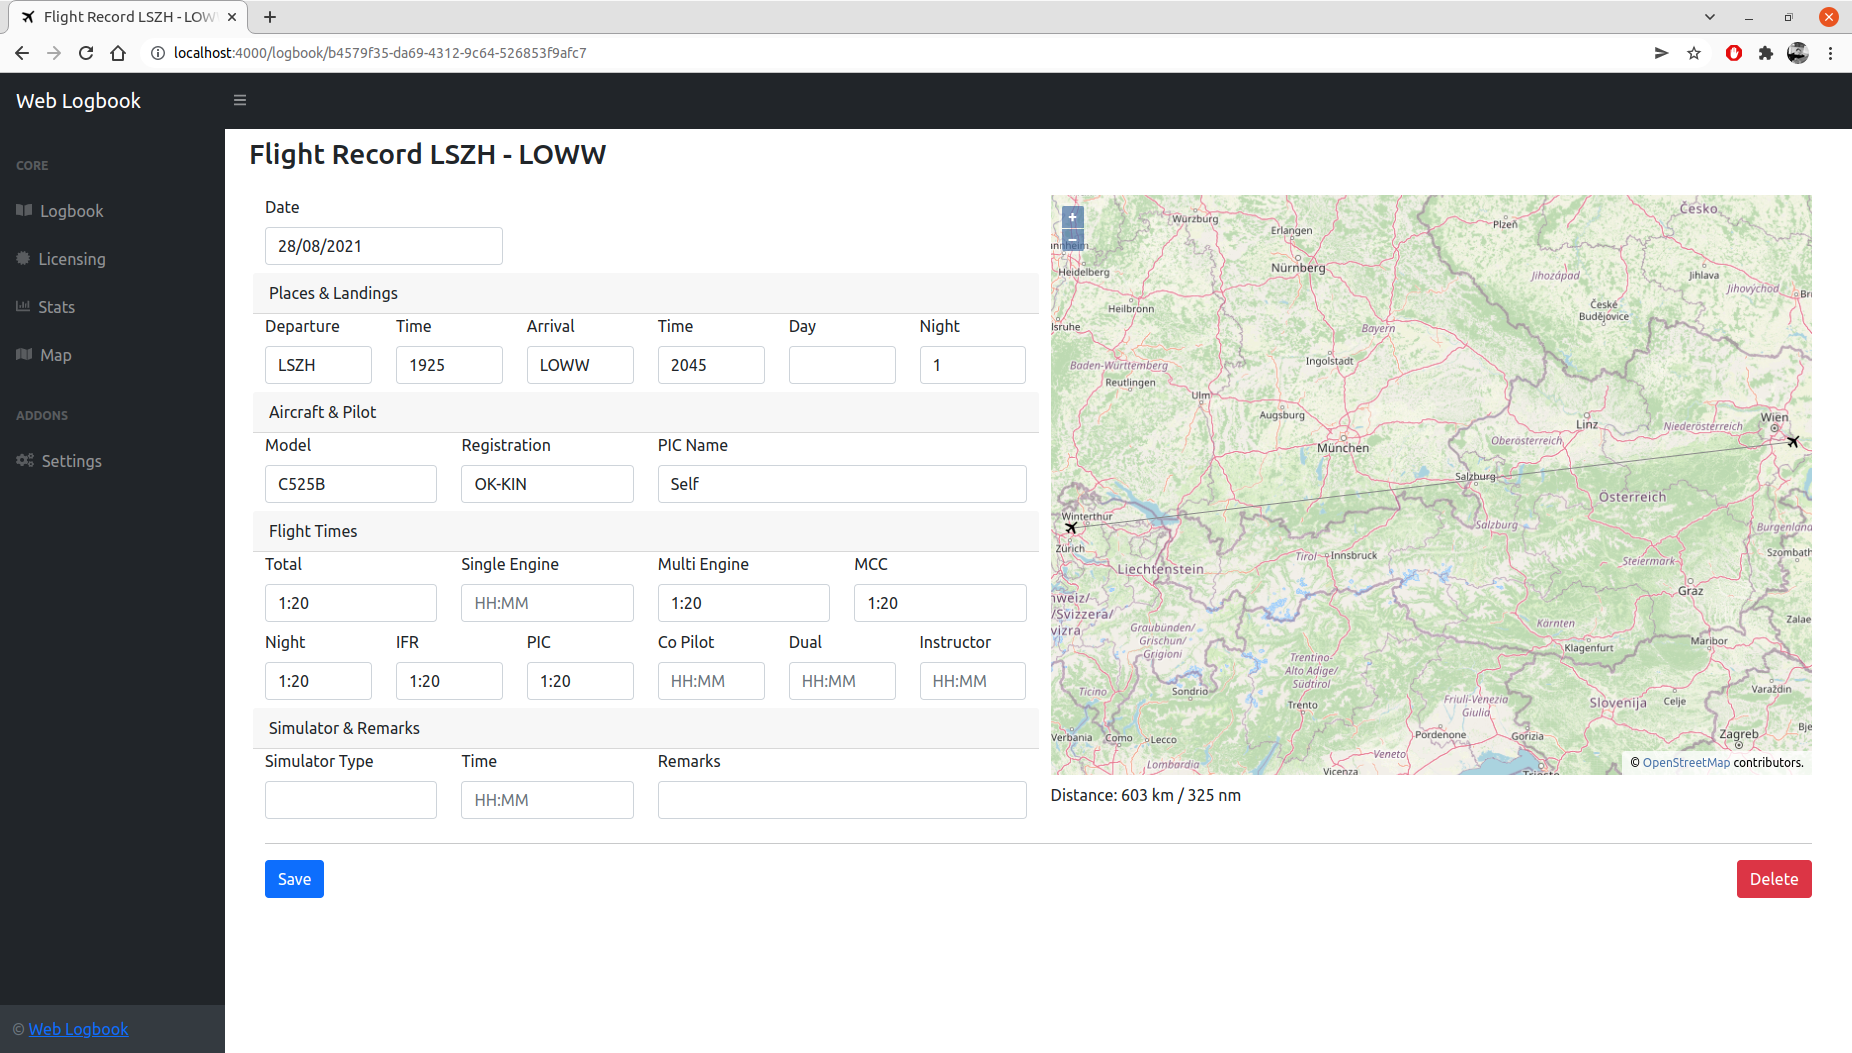 Flight Record LSZH - LOW
localhost:4000/logbook/b4579f35-da69-4312-9c64-526853f9afc7
Web Logbook
CORE
Logbook
Licensing
Stats
Map
ADDONS
Settings
© Web Logbook
Flight Record LSZH - LOWW
Date
28/08/2021
Places & Landings
Departure Time Arrival Time Day Night
LSZH 1925 LOWW 2045 1
Aircraft & Pilot
Model Registration PIC Name
C525B OK-KIN Self
Flight Times
Total Single Engine Multi Engine MCC
1:20 HH:MM 1:20 1:20
Night IFR PIC Co Pilot Dual Instructor
1:20 1:20 1:20 HH:MM HH:MM HH:MM
Simulator & Remarks
Simulator Type Time Remarks
HH:MM
+
−
Würzburg
Erlangen
Plzeň
Česko
Heidelberg
Nürnberg
Jihozápad
Jihlava
Jihovýchod
Heilbronn
České
Budějovice
Bayern
Ingolstadt
Baden-Württemberg
Reutlingen
Ulm
Augsburg
München
Linz
Wien
Niederösterreich
Oberösterreich
Salzburg
Österreich
Winterthur
Zürich
Salzburg
Burgenland
Tirol
Innsbruck
Liechtenstein
Steiermark
Szombath
Graz
weiz/
/Svizzera/
vizra
Graubünden/
Grischun/
Grigioni
Kärnten
Klagenfurt
Maribor
Zalae
Trentino-
Alto Adige/
Südtirol
Ticino
Sondrio
Trento
Friuli-Venezia
Giulia
Slovenija
Celje
Varaždin
Verbania
Como
Lecco
Lombardia
Veneto
Vicenza
Pordenone
Gorizia
Trieste
Zagreb
© OpenStreetMap contributors.
Distance: 603 km / 325 nm
Save
Delete